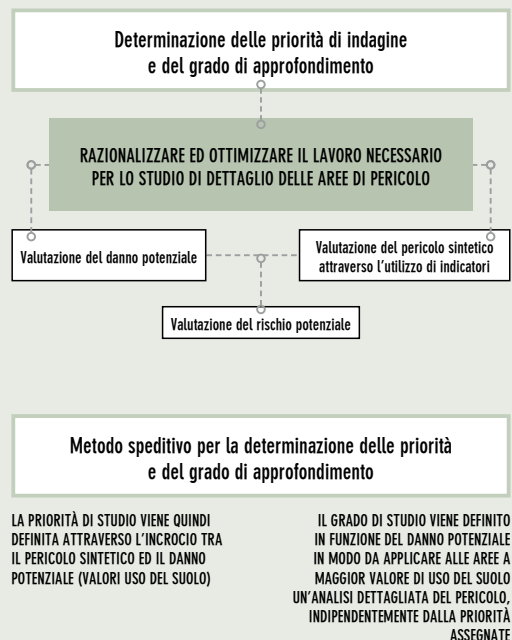 Determinazione delle priorità di indagine
e del grado di approfondimento
RAZIONALIZZARE ED OTTIMIZZARE IL LAVORO NECESSARIO
PER LO STUDIO DI DETTAGLIO DELLE AREE DI PERICOLO
Valutazione del danno potenziale
Valutazione del pericolo sintetico
attraverso l'utilizzo di indicatori
Valutazione del rischio potenziale
Metodo speditivo per la determinazione delle priorità
e del grado di approfondimento
LA PRIORITÀ DI STUDIO VIENE QUINDI
DEFINITA ATTRAVERSO L'INCROCIO TRA
IL PERICOLO SINTETICO ED IL DANNO
POTENZIALE (VALORI USO DEL SUOLO)
IL GRADO DI STUDIO VIENE DEFINITO
IN FUNZIONE DEL DANNO POTENZIALE
IN MODO DA APPLICARE ALLE AREE A
MAGGIOR VALORE DI USO DEL SUOLO
UN'ANALISI DETTAGLIATA DEL PERICOLO,
INDIPENDENTEMENTE DALLA PRIORITÀ
ASSEGNATE